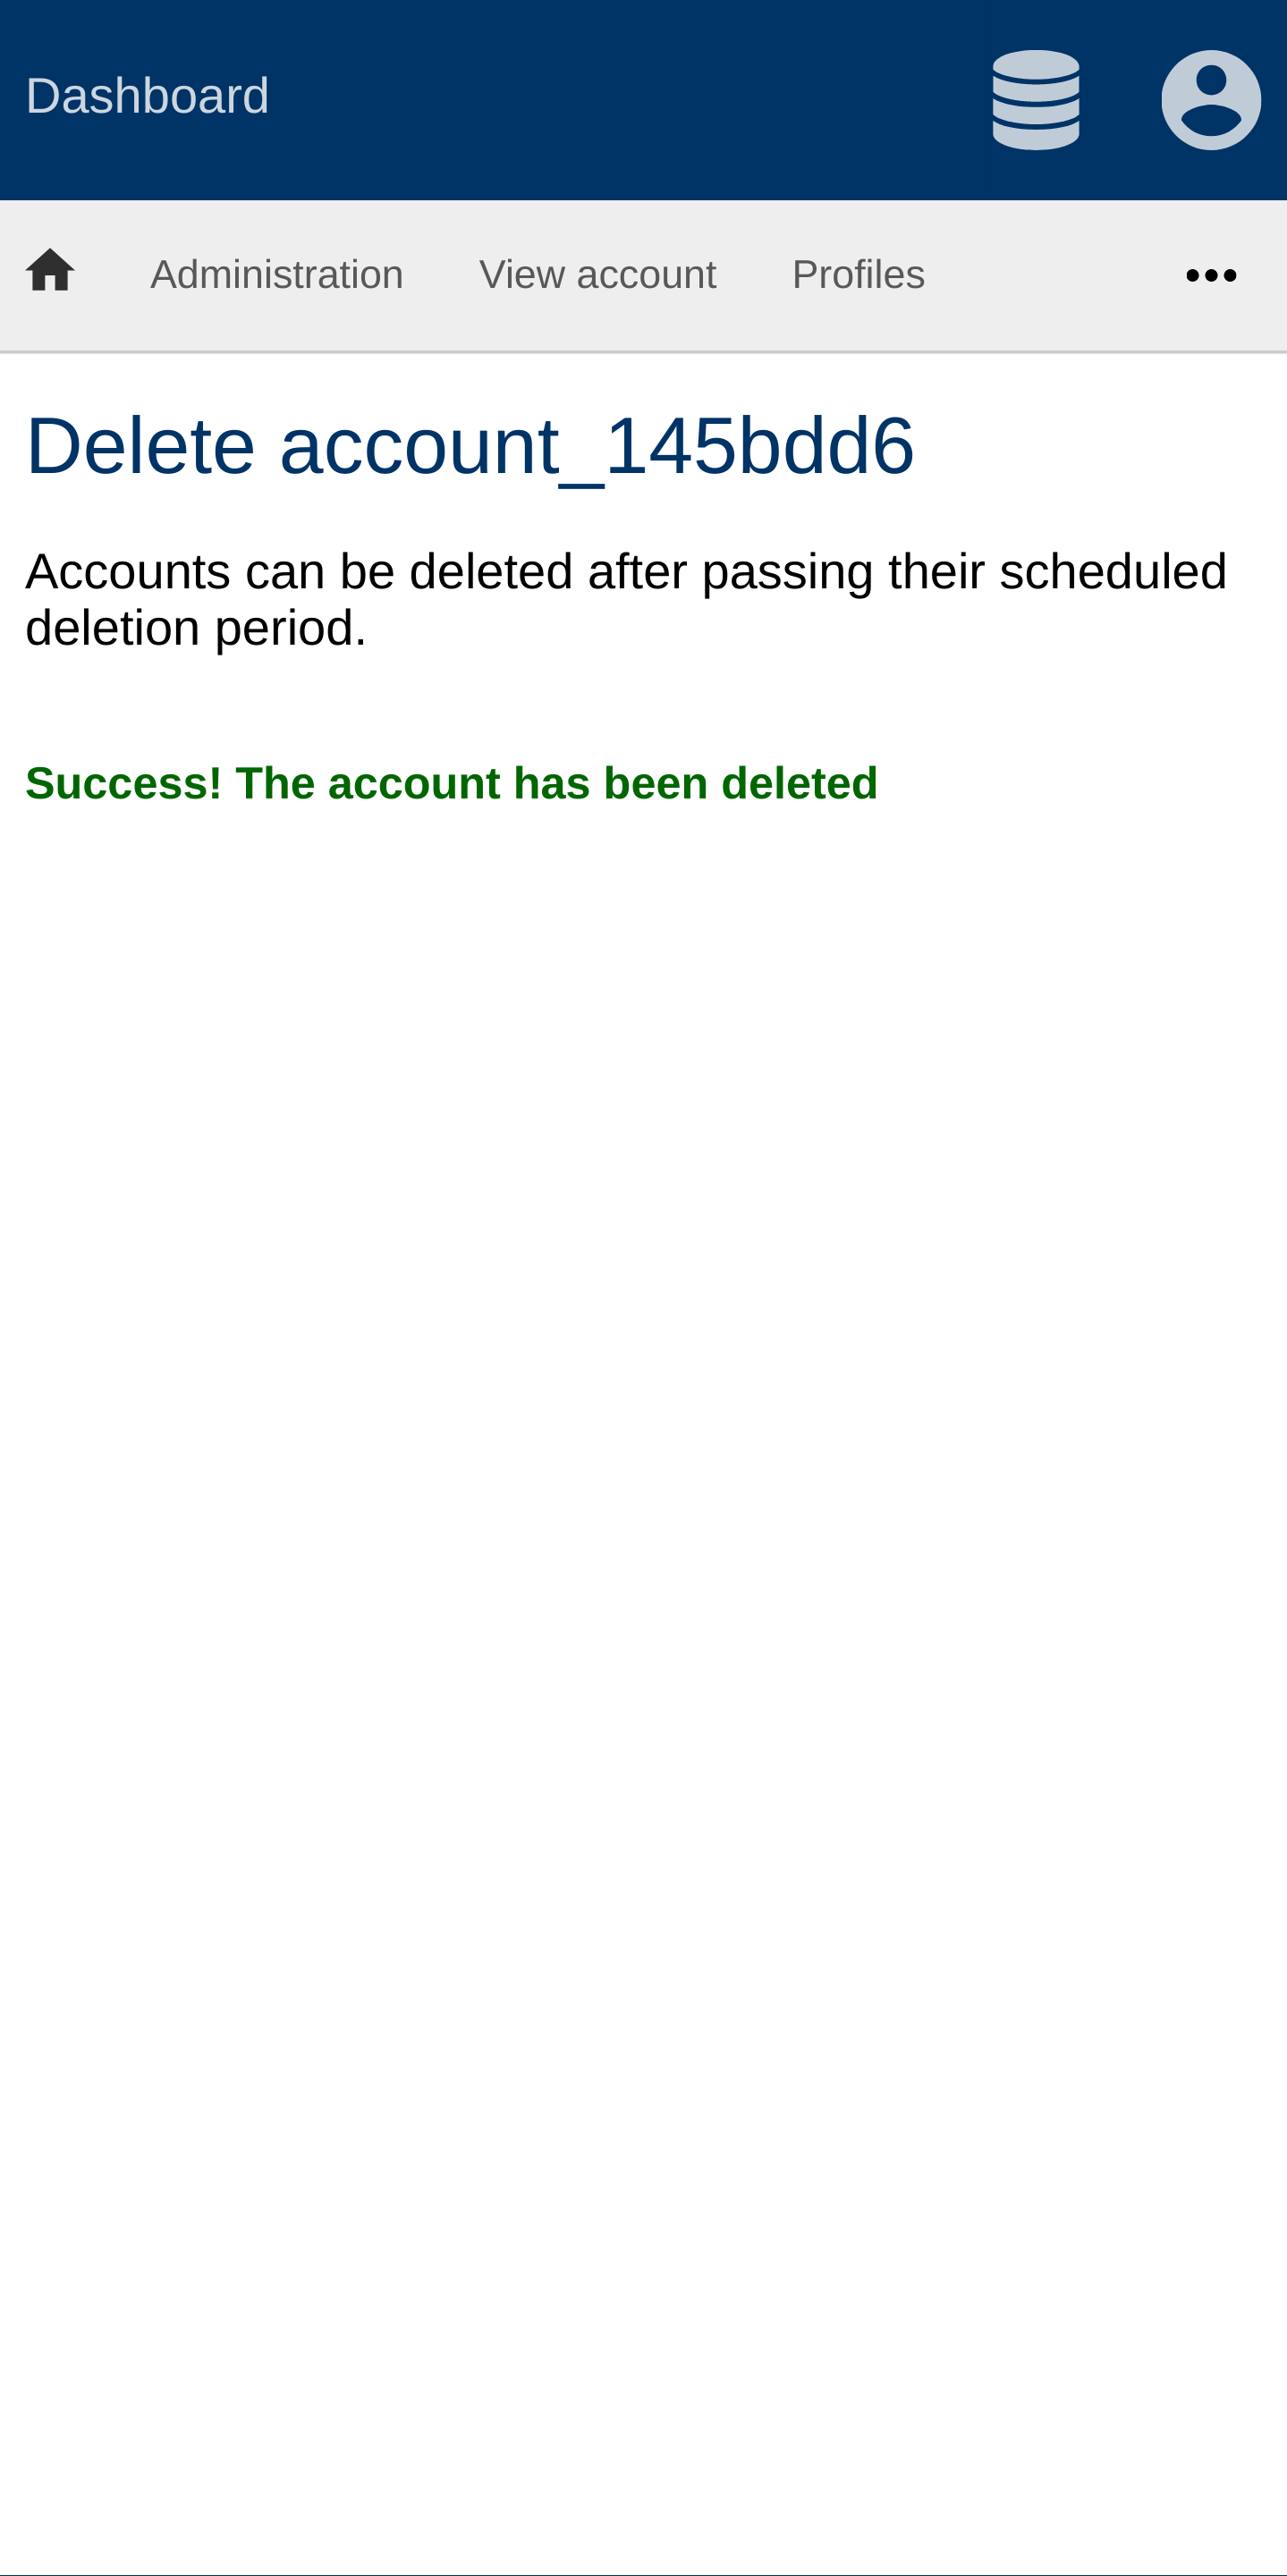 Dashboard
Administration View account Profiles
Delete account_145bdd6
Accounts can be deleted after passing their scheduled
deletion period.
Success! The account has been deleted